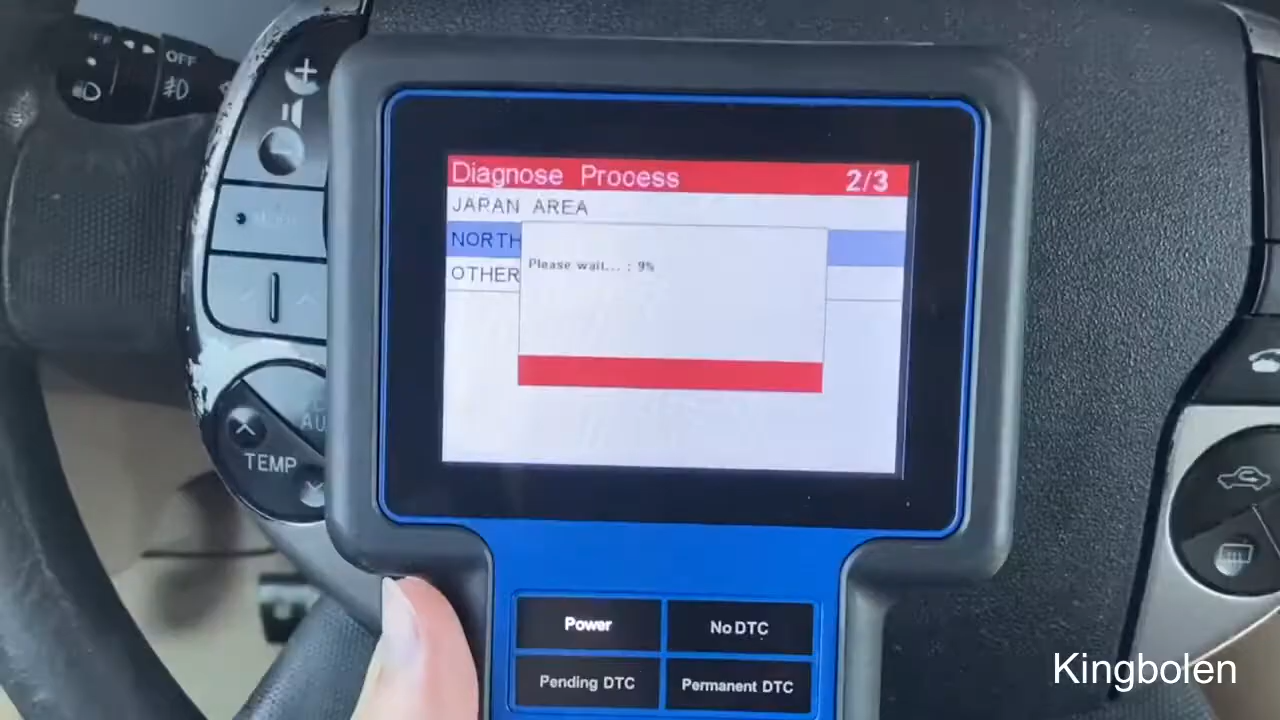 OFF
Diagnose Process 2/3
JAPAN AREA
NORTH
OTHER
Please wait... : 9%
TEMP
Power
No DTC
Pending DTC
Permanent DTC
Kingbolen